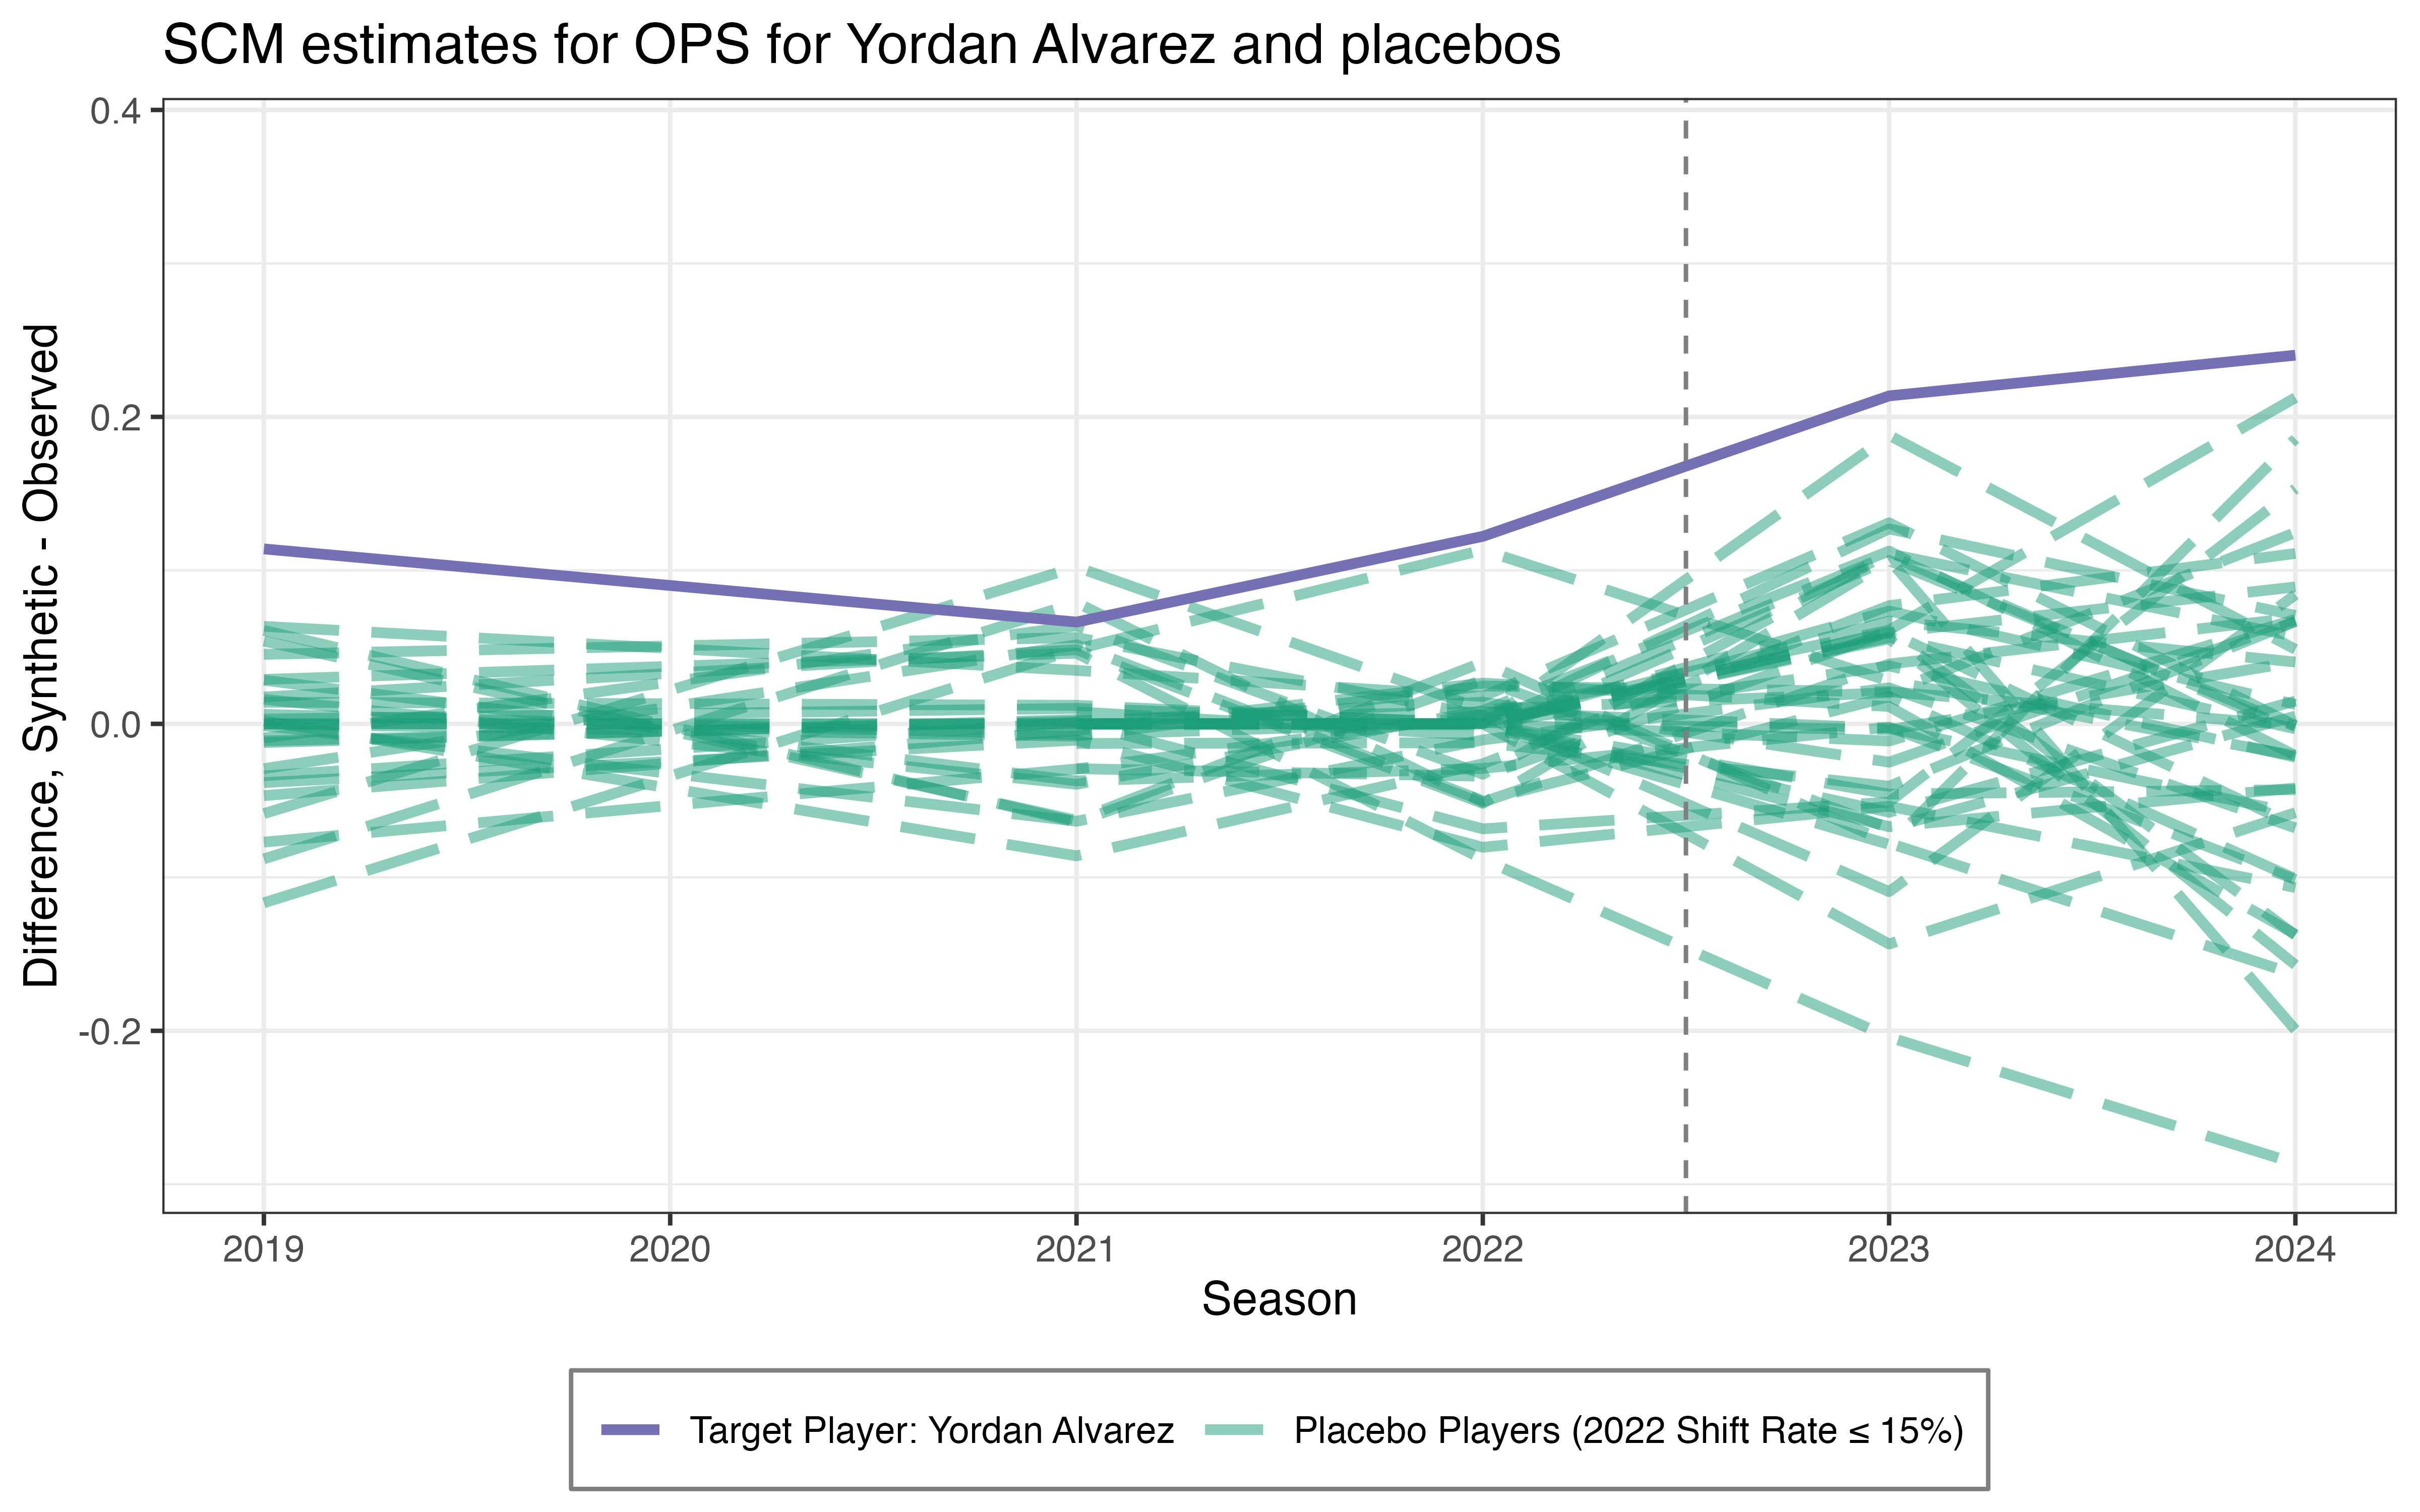 SCM estimates for OPS for Yordan Alvarez and placebos
Difference, Synthetic - Observed
0.4
0.2
0.0
-0.2
2019 2020 2021 2022 2023 2024
Season
Target Player: Yordan Alvarez Placebo Players (2022 Shift Rate ≤ 15%)